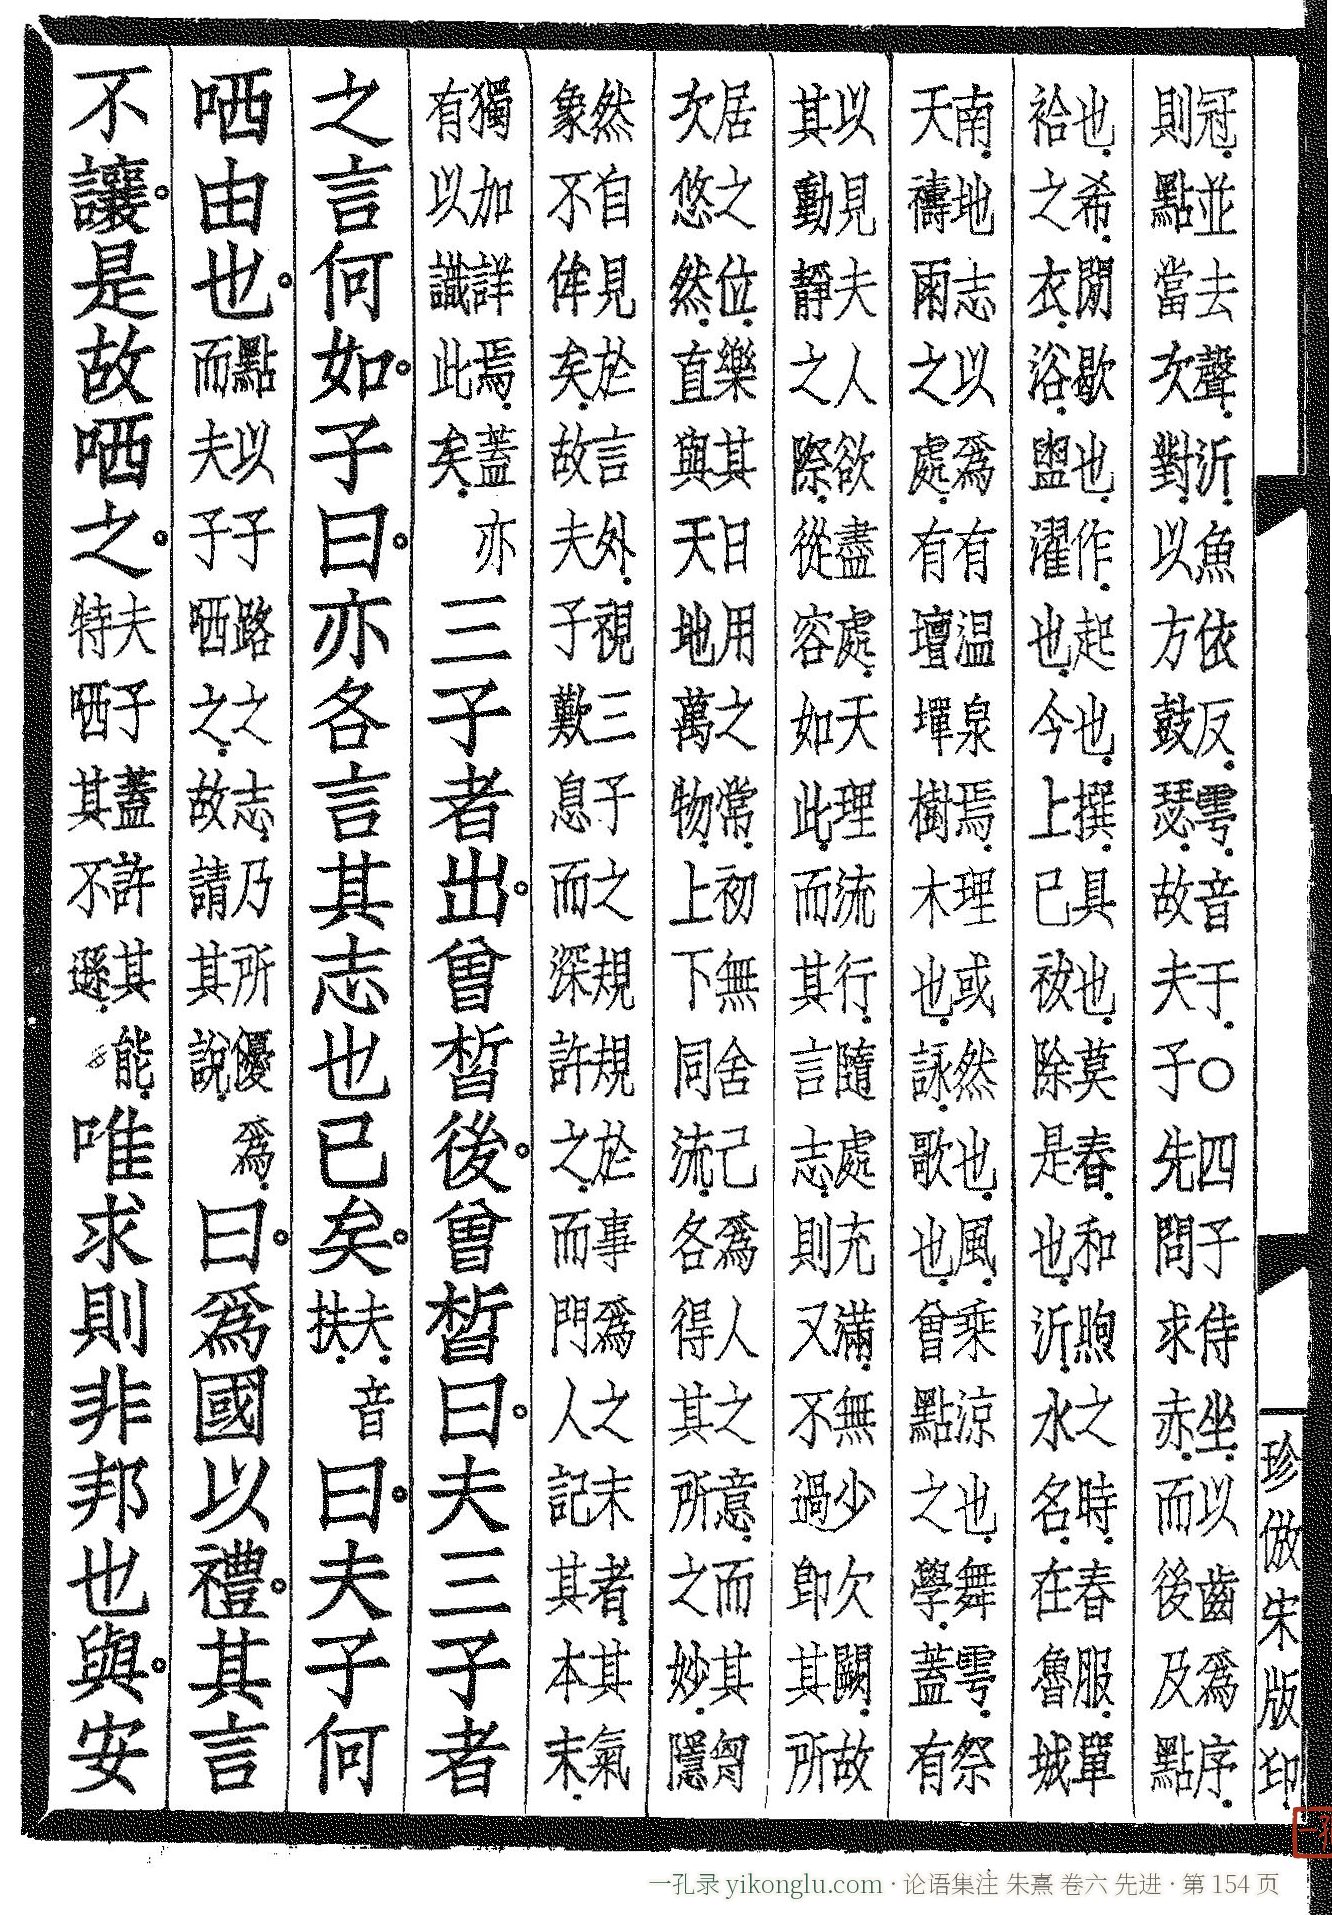 冠.並去聲.沂.魚依反.雩.音于.○四子侍坐.以齒爲序.
則點當次對.以方鼓瑟.故夫子先問求赤.而後及點
也.希.閒歇也.作.起也.撰.具也.莫春.和煦之時.春服.單
袷之衣.浴.盥濯也.今上巳祓除是也.沂.水名.在魯城
南.地志以爲有温泉焉.理或然也.風.乘涼也.舞雩.祭
天禱雨之處.有壇墠樹木也.詠.歌也.曾點之學.蓋有
以見夫人欲盡處.天理流行.隨處充滿.無少欠闕.故
其動靜之際.從容如此.而其言志.則又不過即其所
居之位.樂其日用之常.初無舍己爲人之意.而其胷
次悠然.直與天地萬物.上下同流.各得其所之妙.隱
然自見於言外.視三子之規規於事爲之末者.其氣
象不侔矣.故夫子歎息而深許之.而門人記其本末.
獨加詳焉.蓋亦
有以識此矣.
三子者出。曾皙後。曾皙曰。夫三子者
之言何如。子曰。亦各言其志也已矣。
夫.音
扶.
曰。夫子何
哂由也。
點以子路之志.乃所優爲.
而夫子哂之.故請其說.
曰。爲國以禮。其言
不讓。是故哂之。
夫子蓋許其能.
特哂其不遜.
唯求則非邦也與。安
珍倣宋版印
一孔录 yikonglu.com · 论语集注 朱熹 卷六 先进 · 第 154 页